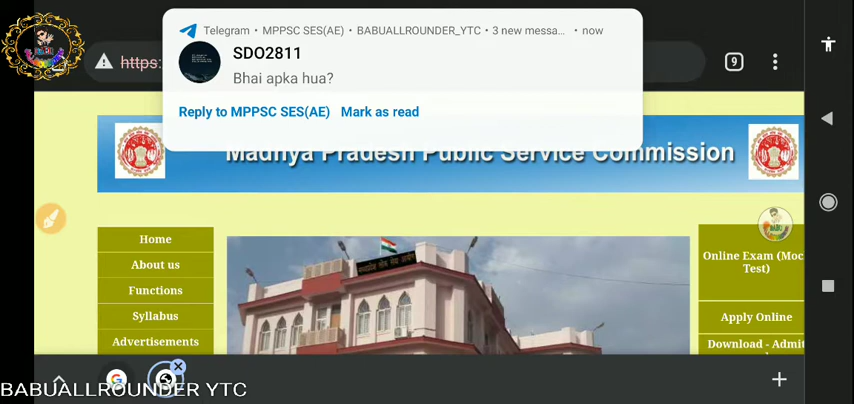 Telegram • MPPSC SES(AE) • BABUALLROUNDER_YTC • 3 new messa... • now
SDO2811
Bhai apka hua?
Reply to MPPSC SES(AE) Mark as read
https:
9
Madhya Pradesh Public Service Commission
Home
About us
Functions
Syllabus
Advertisements
Online Exam (Moc
Test)
Apply Online
Download - Admit
BABUALLROUNDER YTC